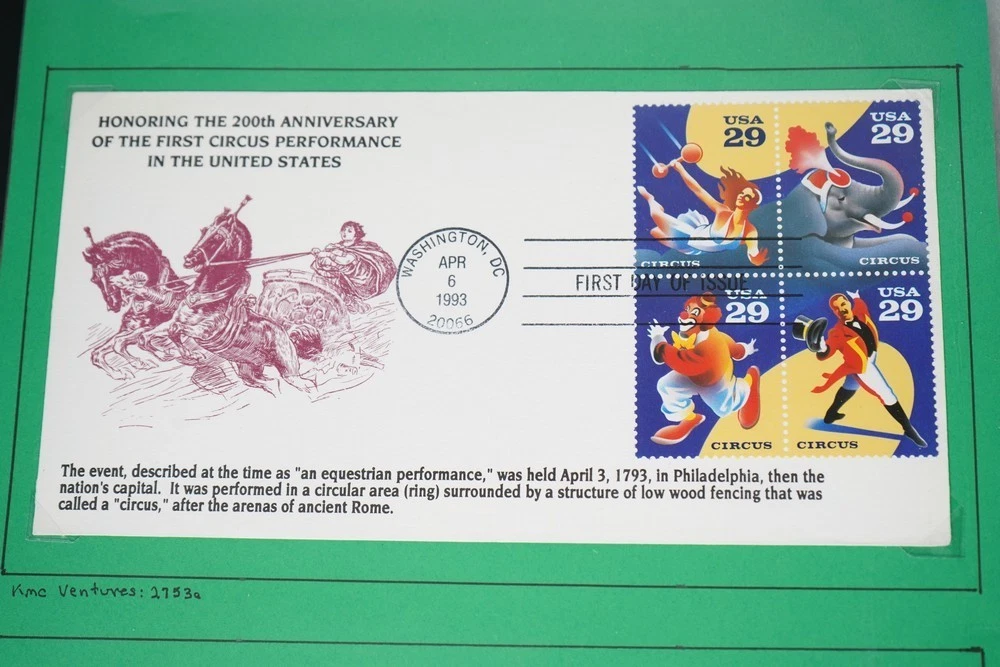 HONORING THE 200th ANNIVERSARY
OF THE FIRST CIRCUS PERFORMANCE
IN THE UNITED STATES
WASHINGTON, DC
APR
6
1993
20066
FIRST DAY OF ISSUE
USA
29
CIRCUS
USA
29
CIRCUS
USA
29
CIRCUS
USA
29
CIRCUS
The event, described at the time as "an equestrian performance," was held April 3, 1793, in Philadelphia, then the
nation's capital. It was performed in a circular area (ring) surrounded by a structure of low wood fencing that was
called a "circus," after the arenas of ancient Rome.
KMC Ventures: 2753a